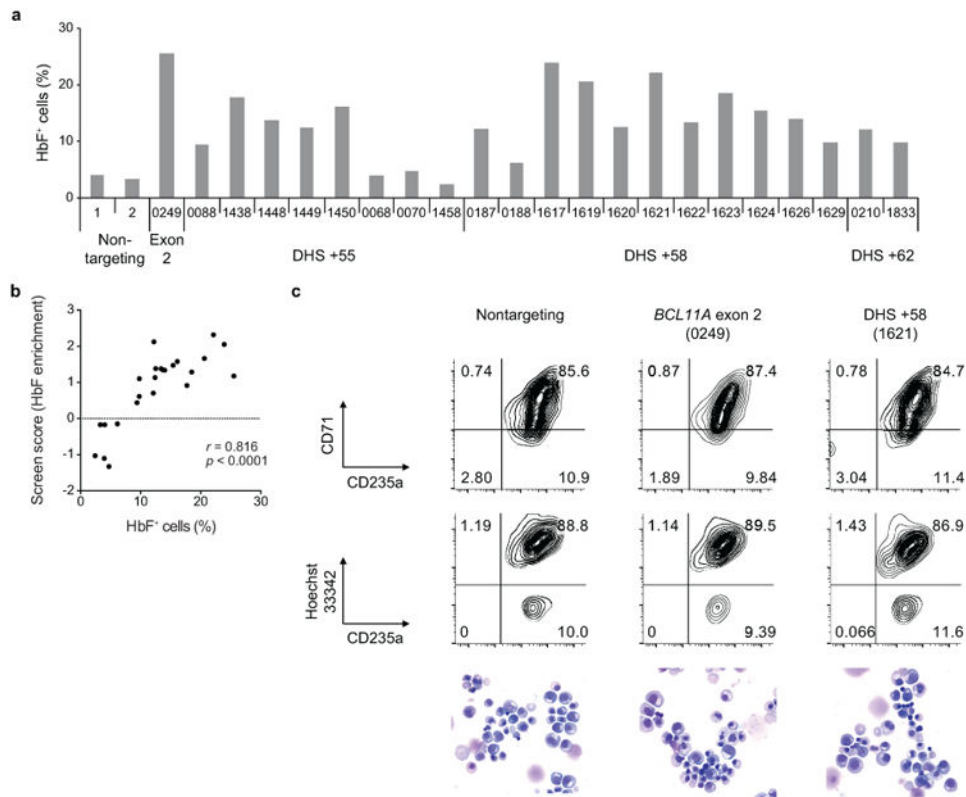 a
HbF⁺ cells (%)
30
20
10
0
1 2 0249 0088 1438 1448 1449 1450 0068 0070 1458 0187 0188 1617 1619 1620 1621 1622 1623 1624 1626 1629 0210 1833
Non-
targeting
Exon
2
DHS +55
DHS +58
DHS +62
b
Screen score (HbF enrichment)
3
2
1
0
-1
-2
r = 0.816
p < 0.0001
0 10 20 30
HbF⁺ cells (%)
c
Nontargeting
BCL11A exon 2
(0249)
DHS +58
(1621)
CD71
CD235a
0.74 85.6
2.80 10.9
0.87 87.4
1.89 9.84
0.78 84.7
3.04 11.4
Hoechst
33342
CD235a
1.19 88.8
0 10.0
1.14 89.5
0 9.39
1.43 86.9
0.066 11.6